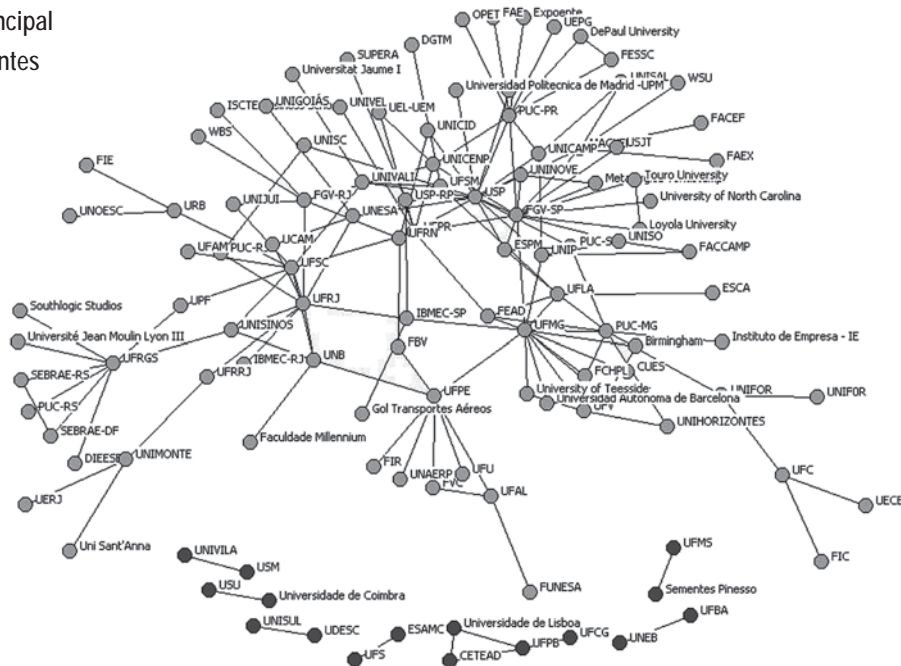 ncipal
ntes
OPET
FAE
Expoente
UEPG
DePaul University
DGTM
SUPERA
FESSC
Universitat Jaume I
Universidad Politecnica de Madrid -UPM
UNISAL
WSU
ISCTE
UNIGOIÁS
UNIVEL
UEL-UEM
PUC-PR
UNICID
FACEF
WBS
UNISC
UNICENP
UNICAMP
USJT
FAEX
FIE
UNIVALI
UFSM
UNINOVE
Touro University
USP
University of North Carolina
UNIJUI
FGV-RJ
USP-RP
UNOESC
URB
UNESA
FGV-SP
Loyola University
UFRN
UCAM
ESPM
PUC-S
UNISO
UFAM
PUC-RS
UNIP
FACCAMP
UFSC
UFLA
ESCA
Southlogic Studios
UPF
UFRJ
IBMEC-SP
FEAD
UFMG
PUC-MG
Instituto de Empresa - IE
Université Jean Moulin Lyon III
UNISINOS
FBV
Birmingham
UFRGS
IBMEC-RJ
UNB
CUES
SEBRAE-RS
UFRRJ
FCHPL
UFPE
University of Teesside
UNIFOR
UNIFOR
Universidad Autónoma de Barcelona
PUC-RS
Gol Transportes Aéreos
UNIHORIZONTES
SEBRAE-DF
Faculdade Millennium
DIEESE
UNIMONTE
FIR
UNAERP
UFU
UFC
UFAL
UERJ
UECE
Uni Sant'Anna
FIC
UNIVILA
USM
UFMS
USU
Universidade de Coimbra
FUNESA
Sementes Pinesso
UNISUL
UDESC
ESAMC
Universidade de Lisboa
UFBA
UFCG
UNEB
UFS
CETEAD
UFPB